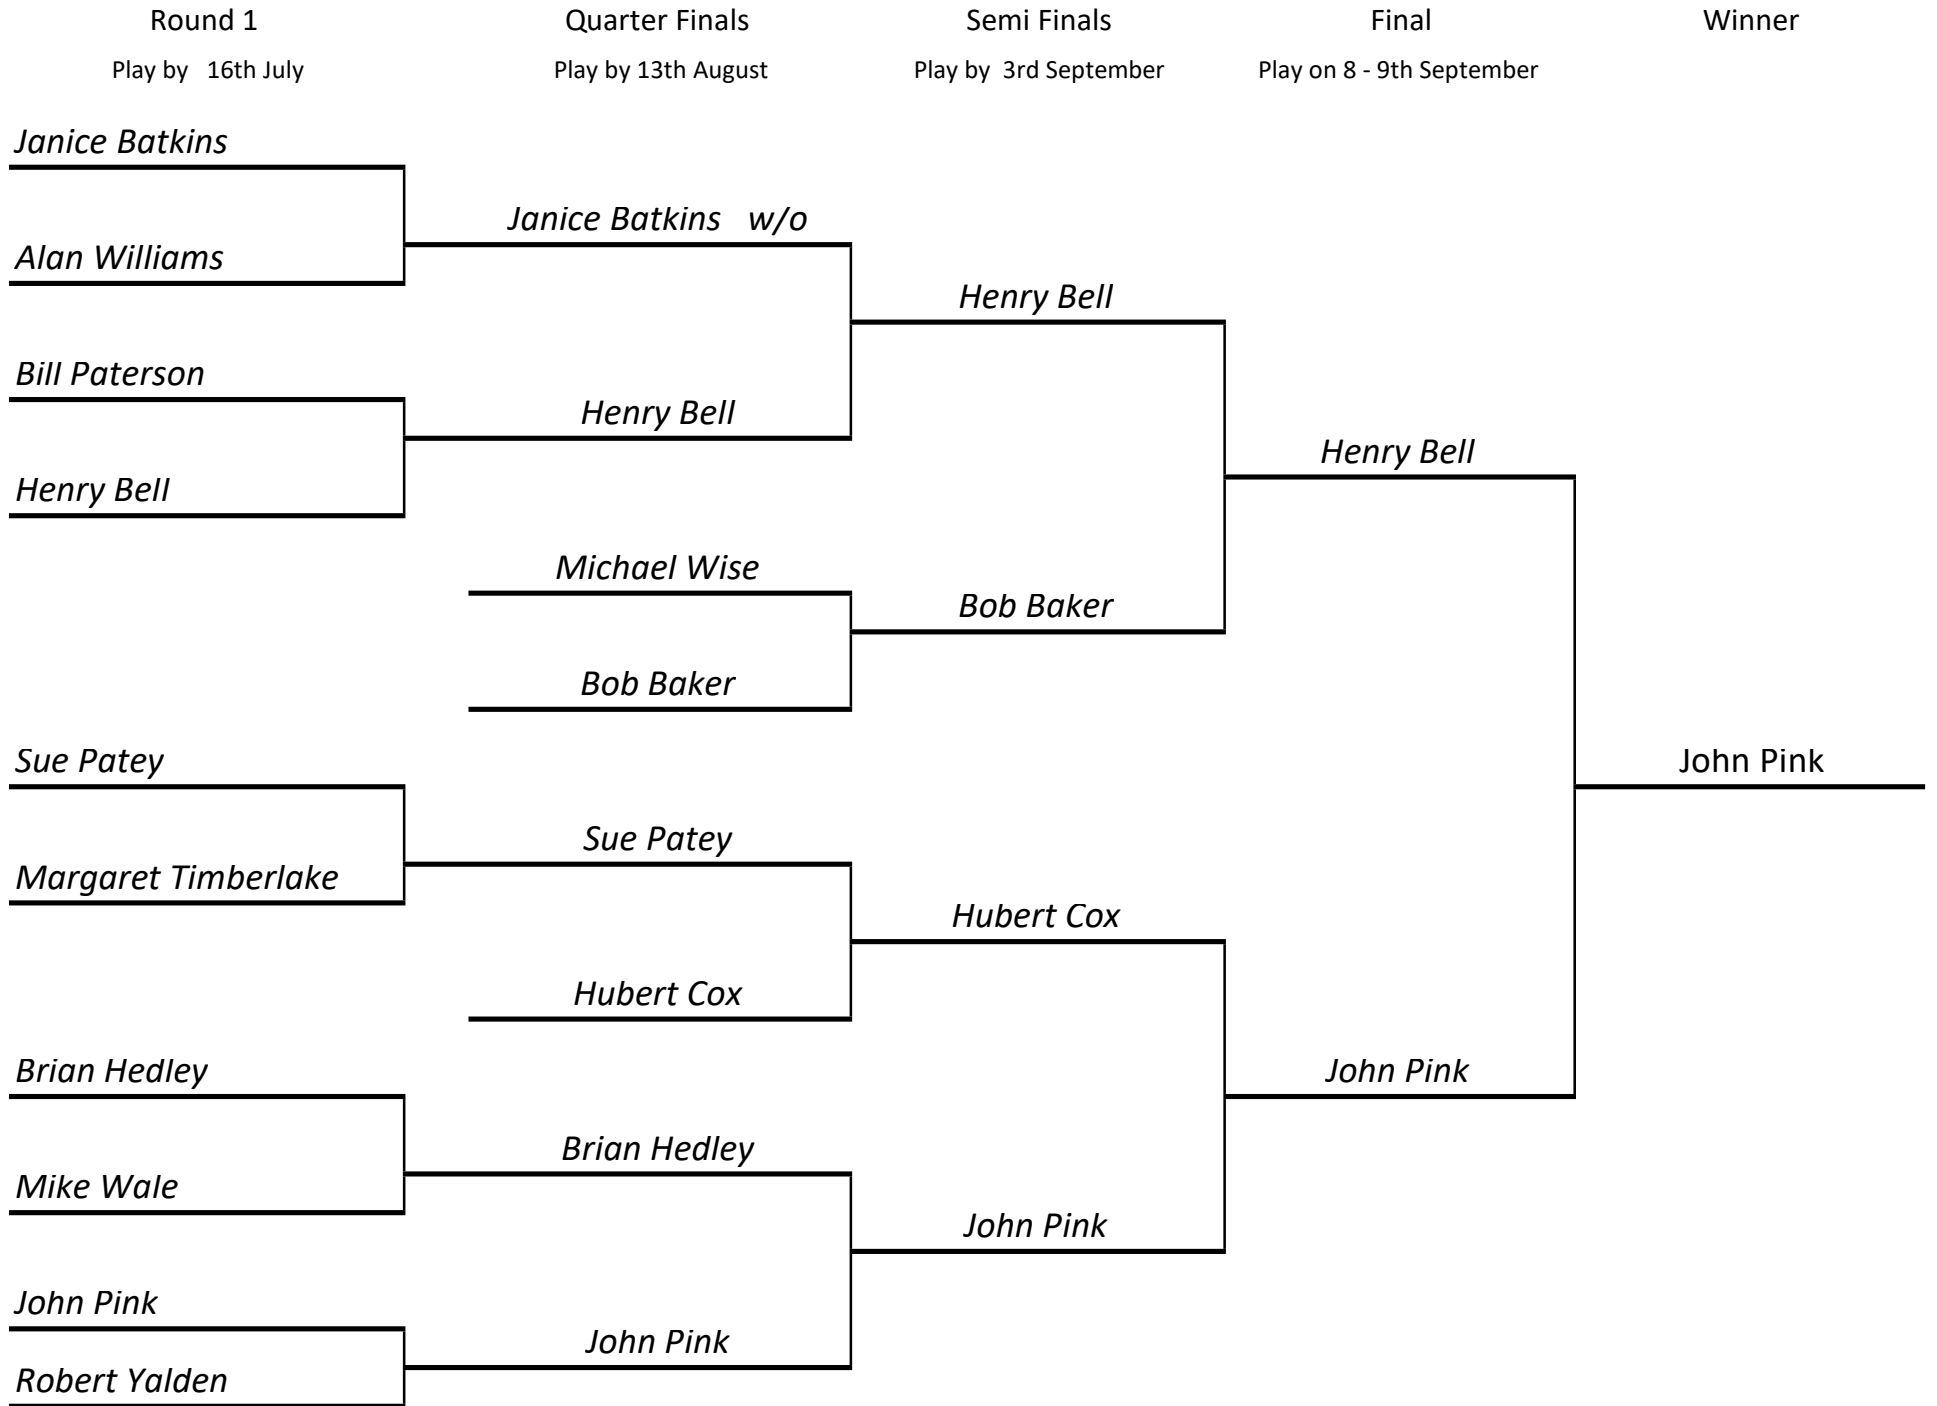 Round 1 Quarter Finals Semi Finals Final Winner
Play by 16th July Play by 13th August Play by 3rd September Play on 8 - 9th September
Janice Batkins
Janice Batkins w/o
Alan Williams
Henry Bell
Bill Paterson
Henry Bell
Henry Bell
Henry Bell
Michael Wise
Bob Baker
Bob Baker
Sue Patey
John Pink
Sue Patey
Margaret Timberlake
Hubert Cox
Hubert Cox
Brian Hedley
John Pink
Brian Hedley
Mike Wale
John Pink
John Pink
John Pink
Robert Yalden